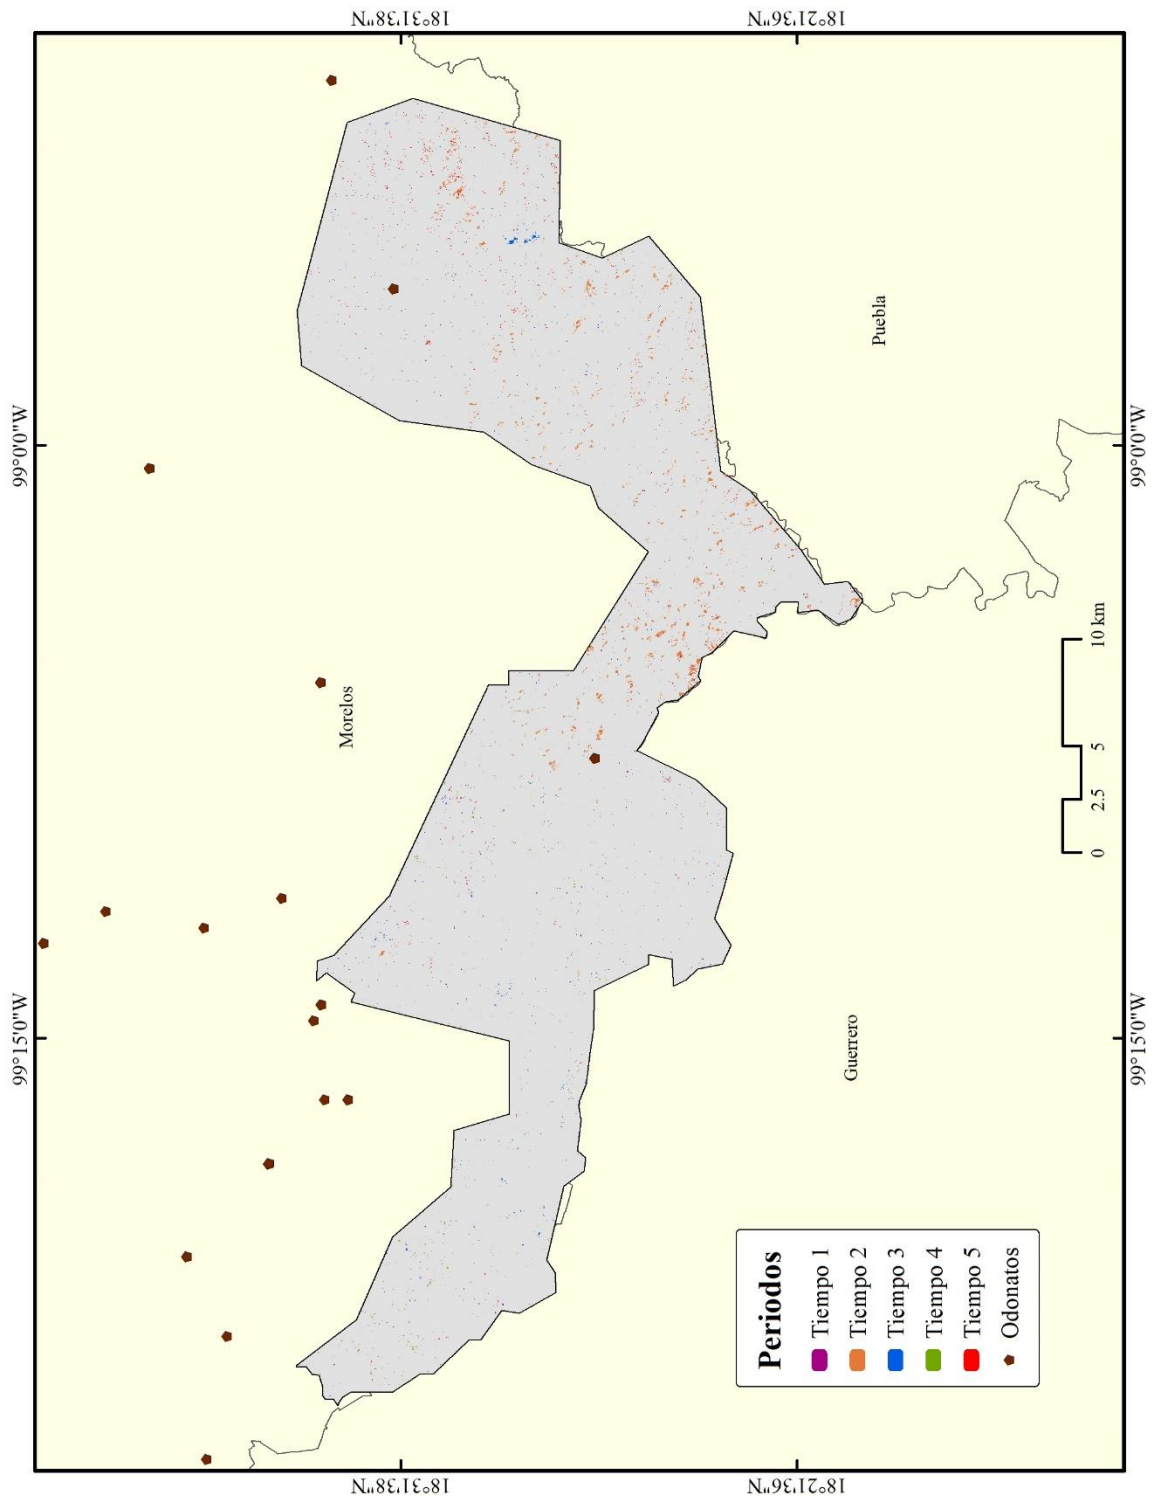 99°15'0"W
99°0'0"W
18°31'38"N
18°31'38"N
Morelos
18°21'36"N
18°21'36"N
Puebla
Guerrero
Periodos
Tiempo 1
Tiempo 2
Tiempo 3
Tiempo 4
Tiempo 5
Odonatos
0 2.5 5 10 km
99°15'0"W
99°0'0"W